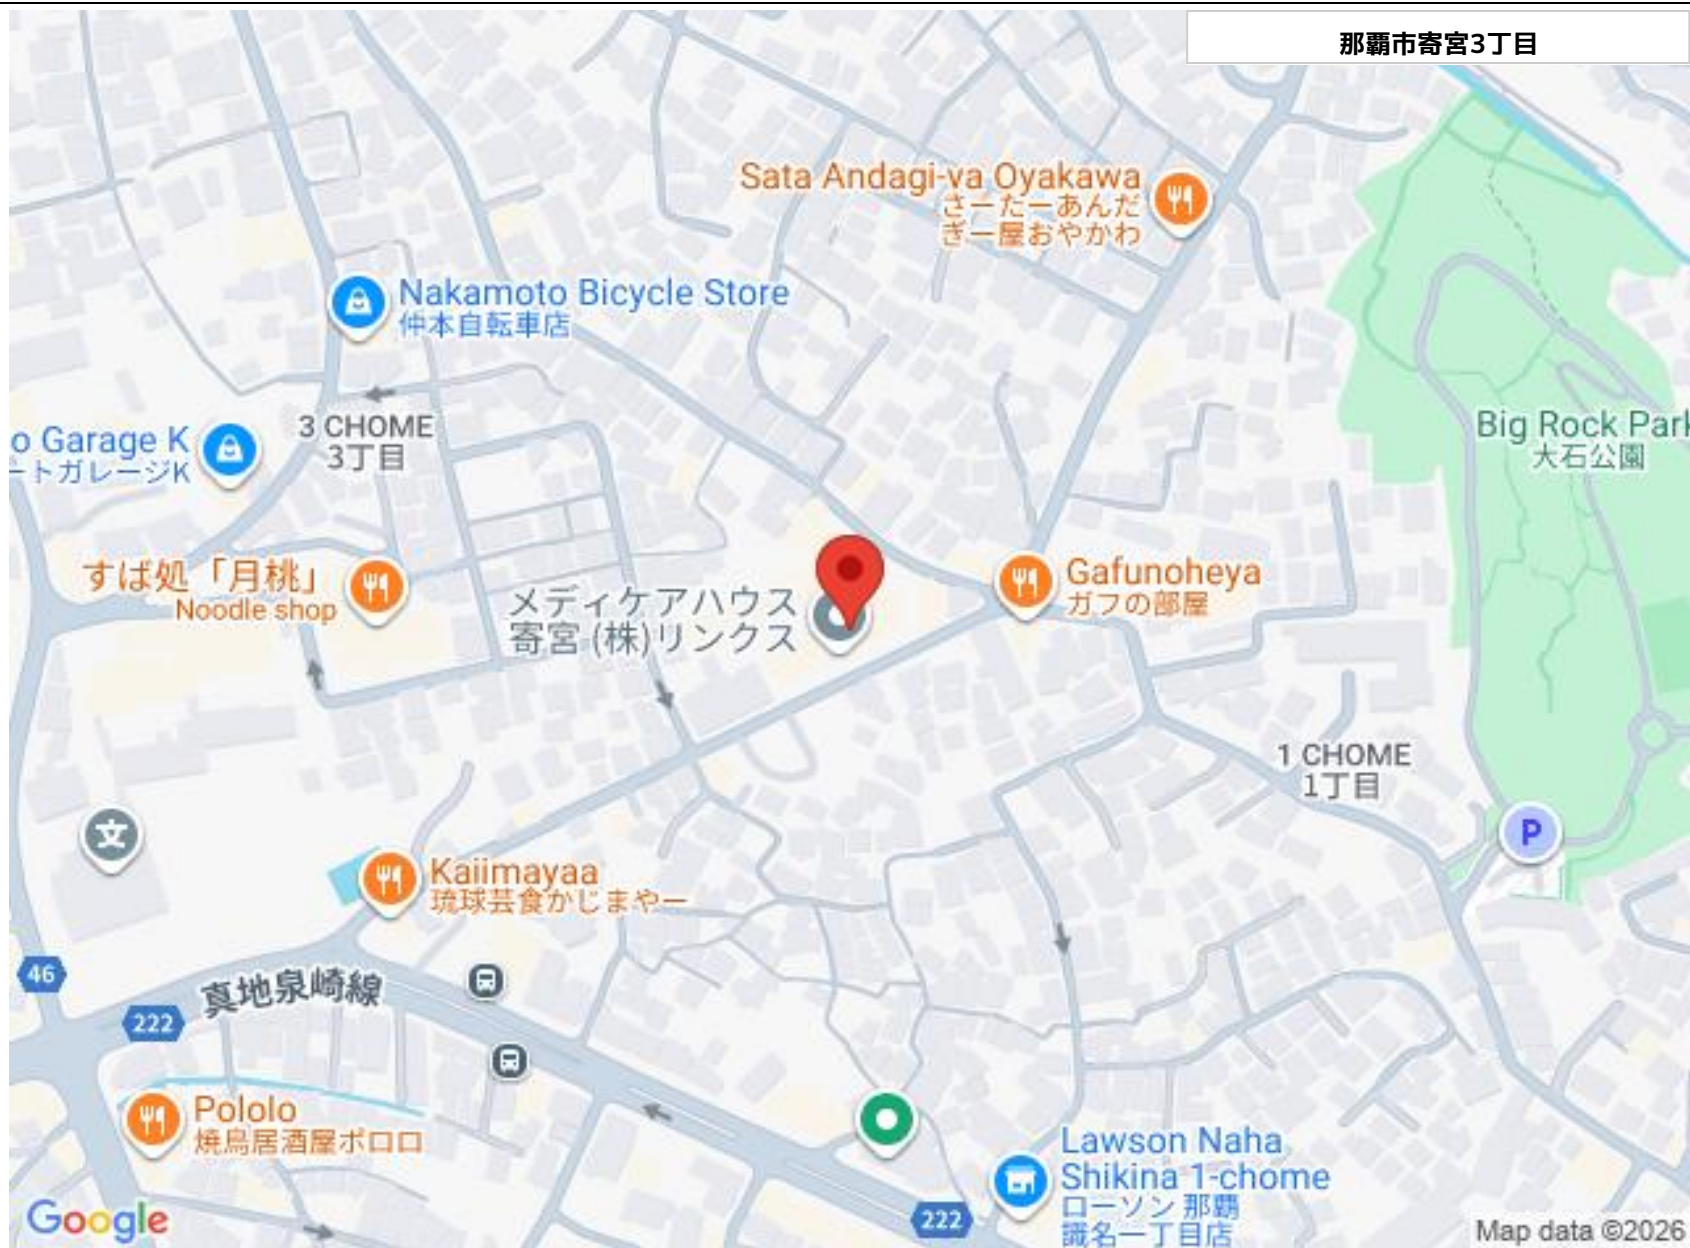 那覇市寄宮3丁目
Sata Andagi-ya Oyakawa
さーたーあんだ
ぎー屋おやかわ
Nakamoto Bicycle Store
仲本自転車店
3 CHOME
3丁目
o Garage K
ートガレージK
Big Rock Park
大石公園
すば処「月桃」
Noodle shop
メディケアハウス
寄宮 (株)リンクス
Gafunoheya
ガフの部屋
1 CHOME
1丁目
文
P
Kajimayaa
琉球芸食かじまやー
46
真地泉崎線
222
Pololo
焼鳥居酒屋ポロロ
Lawson Naha
Shikina 1-chome
ローソン 那覇
識名一丁目店
222
Google
Map data ©2026